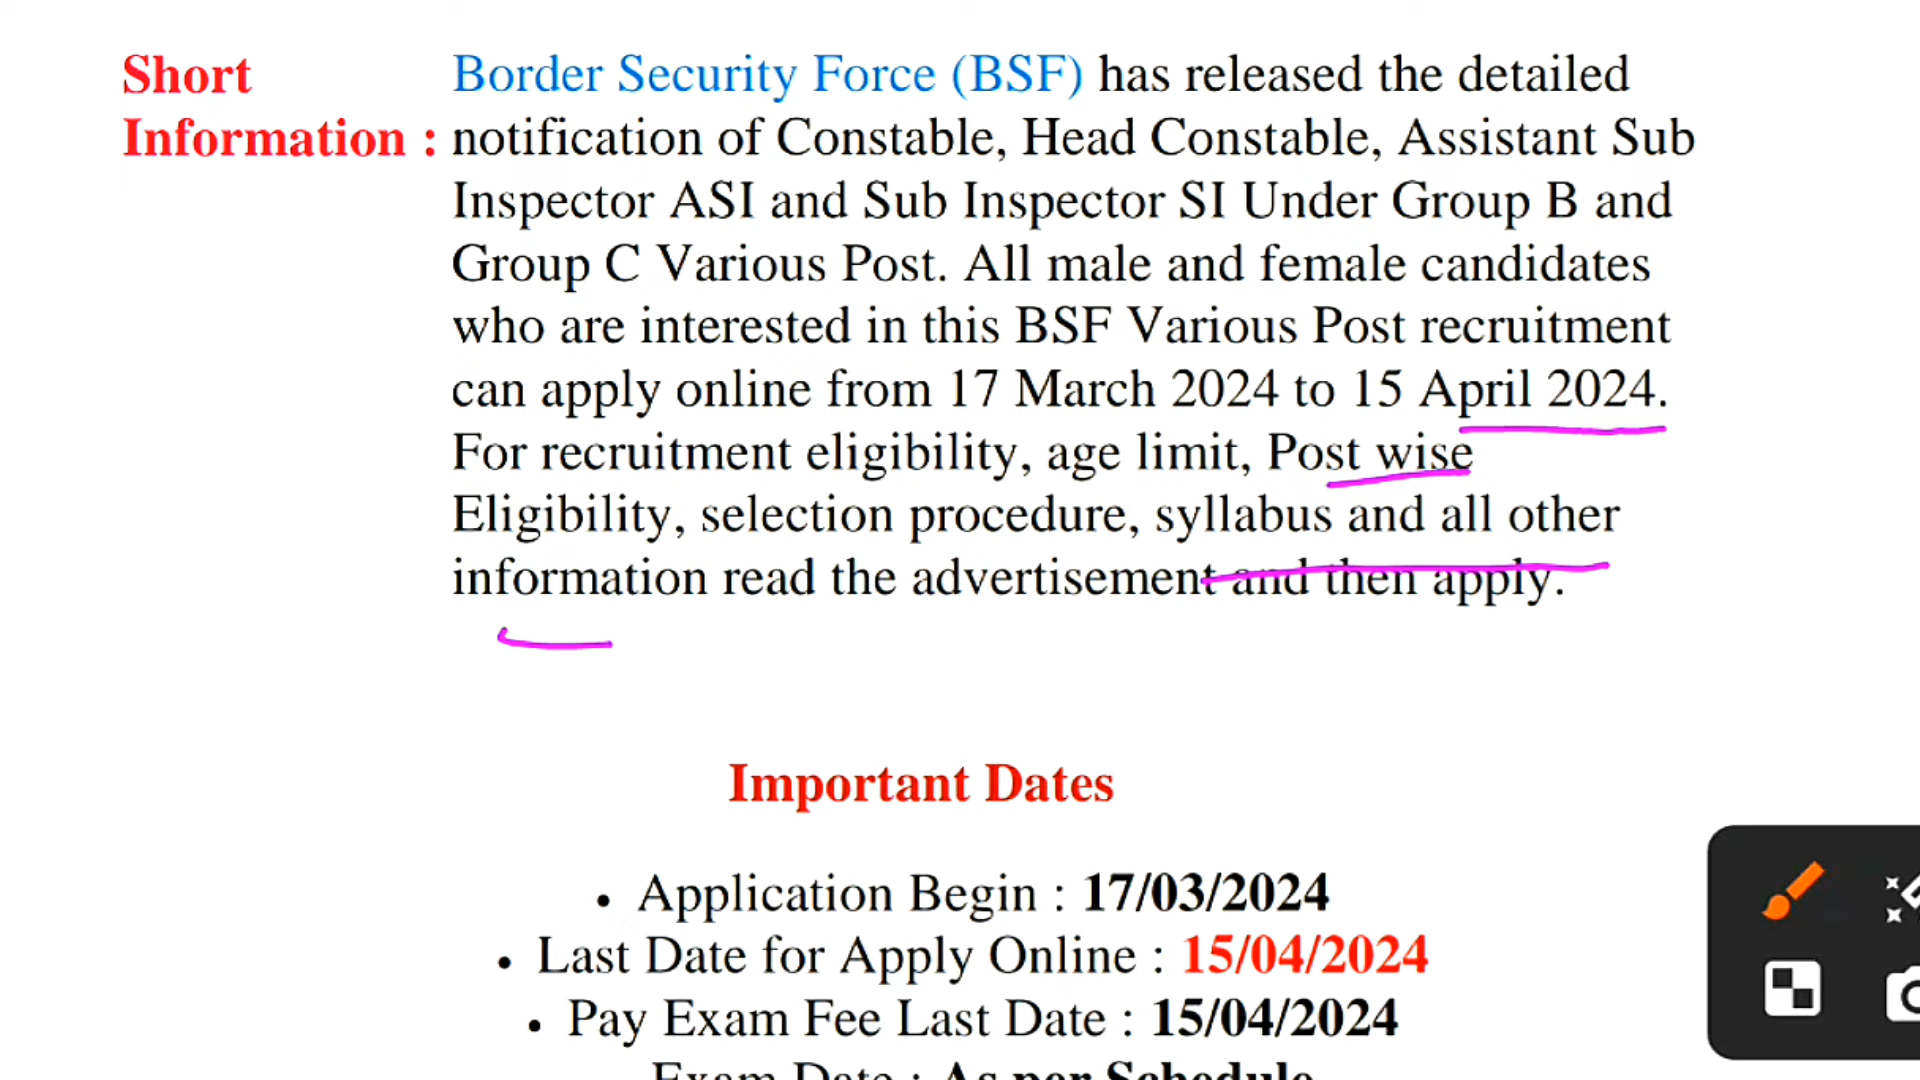 Short
Information :
Border Security Force (BSF) has released the detailed
notification of Constable, Head Constable, Assistant Sub
Inspector ASI and Sub Inspector SI Under Group B and
Group C Various Post. All male and female candidates
who are interested in this BSF Various Post recruitment
can apply online from 17 March 2024 to 15 April 2024.
For recruitment eligibility, age limit, Post wise
Eligibility, selection procedure, syllabus and all other
information read the advertisement and then apply.
Important Dates
• Application Begin : 17/03/2024
• Last Date for Apply Online : 15/04/2024
• Pay Exam Fee Last Date : 15/04/2024
Exam Date : As per Schedule